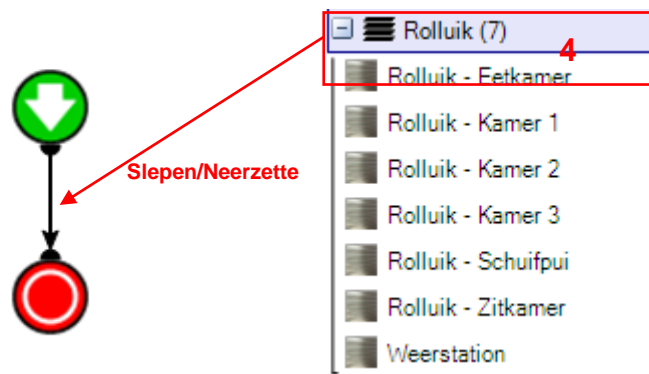 Rolluik (7)
4
Rolluik - Eetkamer
Rolluik - Kamer 1
Rolluik - Kamer 2
Slepen/Neerzette
Rolluik - Kamer 3
Rolluik - Schuifpui
Rolluik - Zitkamer
Weerstation